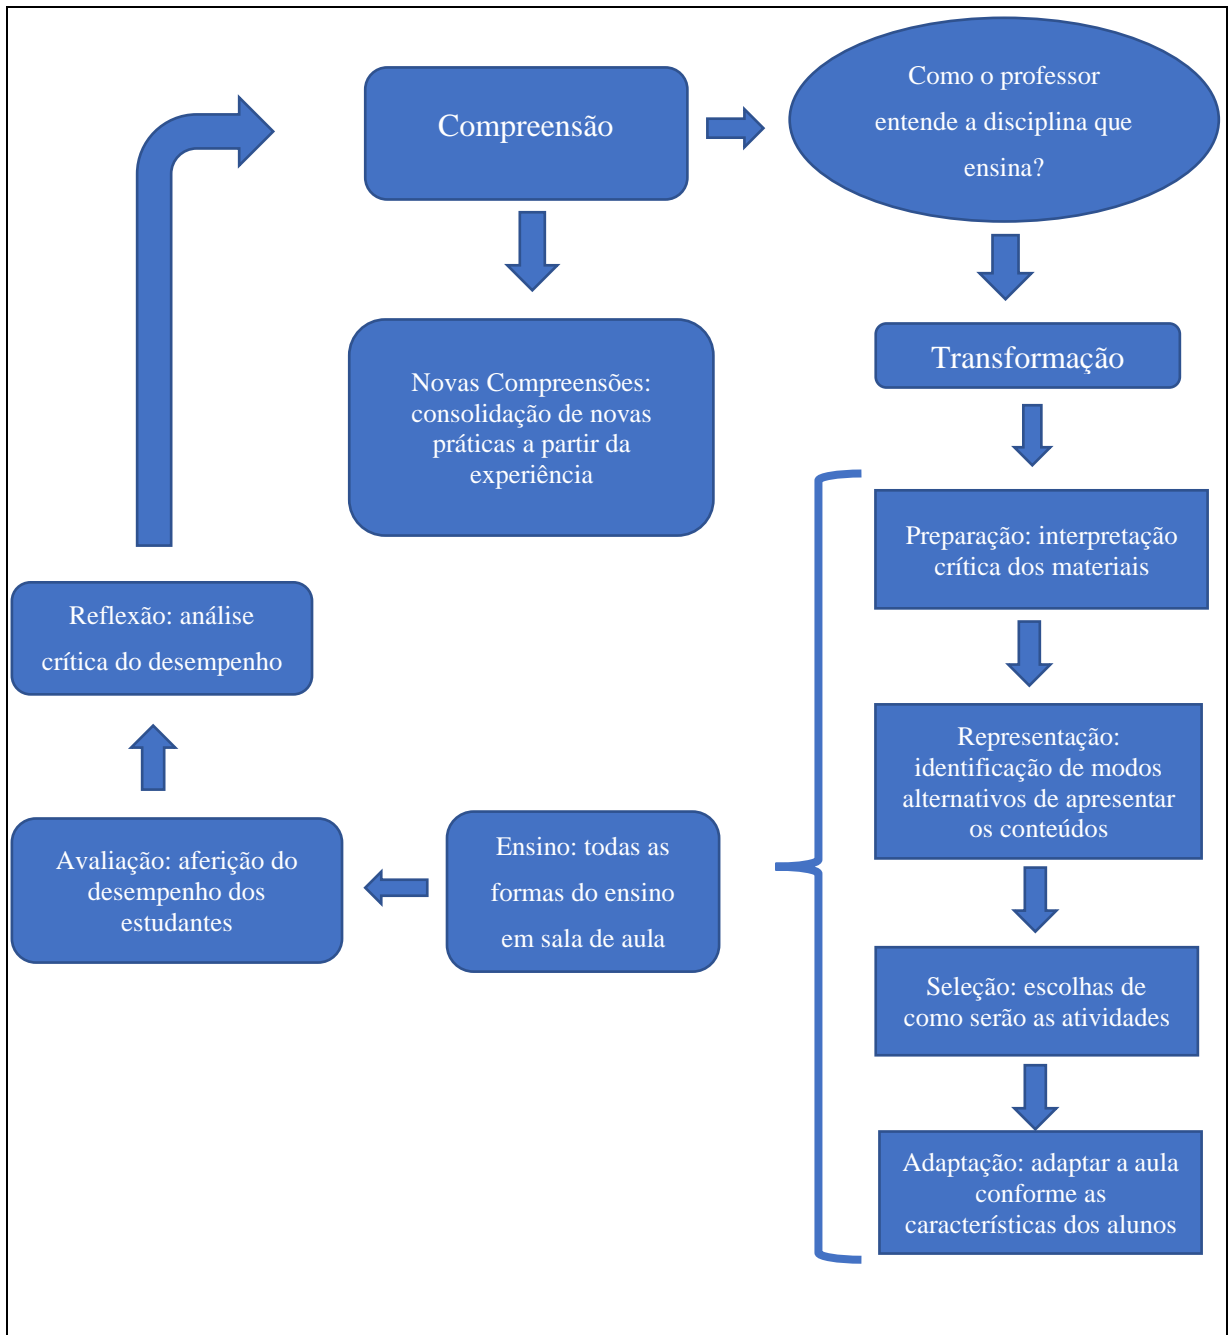 Compreensão
Como o professor
entende a disciplina que
ensina?
Transformação
Novas Compreensões:
consolidação de novas
práticas a partir da
experiência
Preparação: interpretação
crítica dos materiais
Reflexão: análise
crítica do desempenho
Representação:
identificação de modos
alternativos de apresentar
os conteúdos
Avaliação: aferição do
desempenho dos
estudantes
Ensino: todas as
formas do ensino
em sala de aula
Seleção: escolhas de
como serão as atividades
Adaptação: adaptar a aula
conforme as
características dos alunos